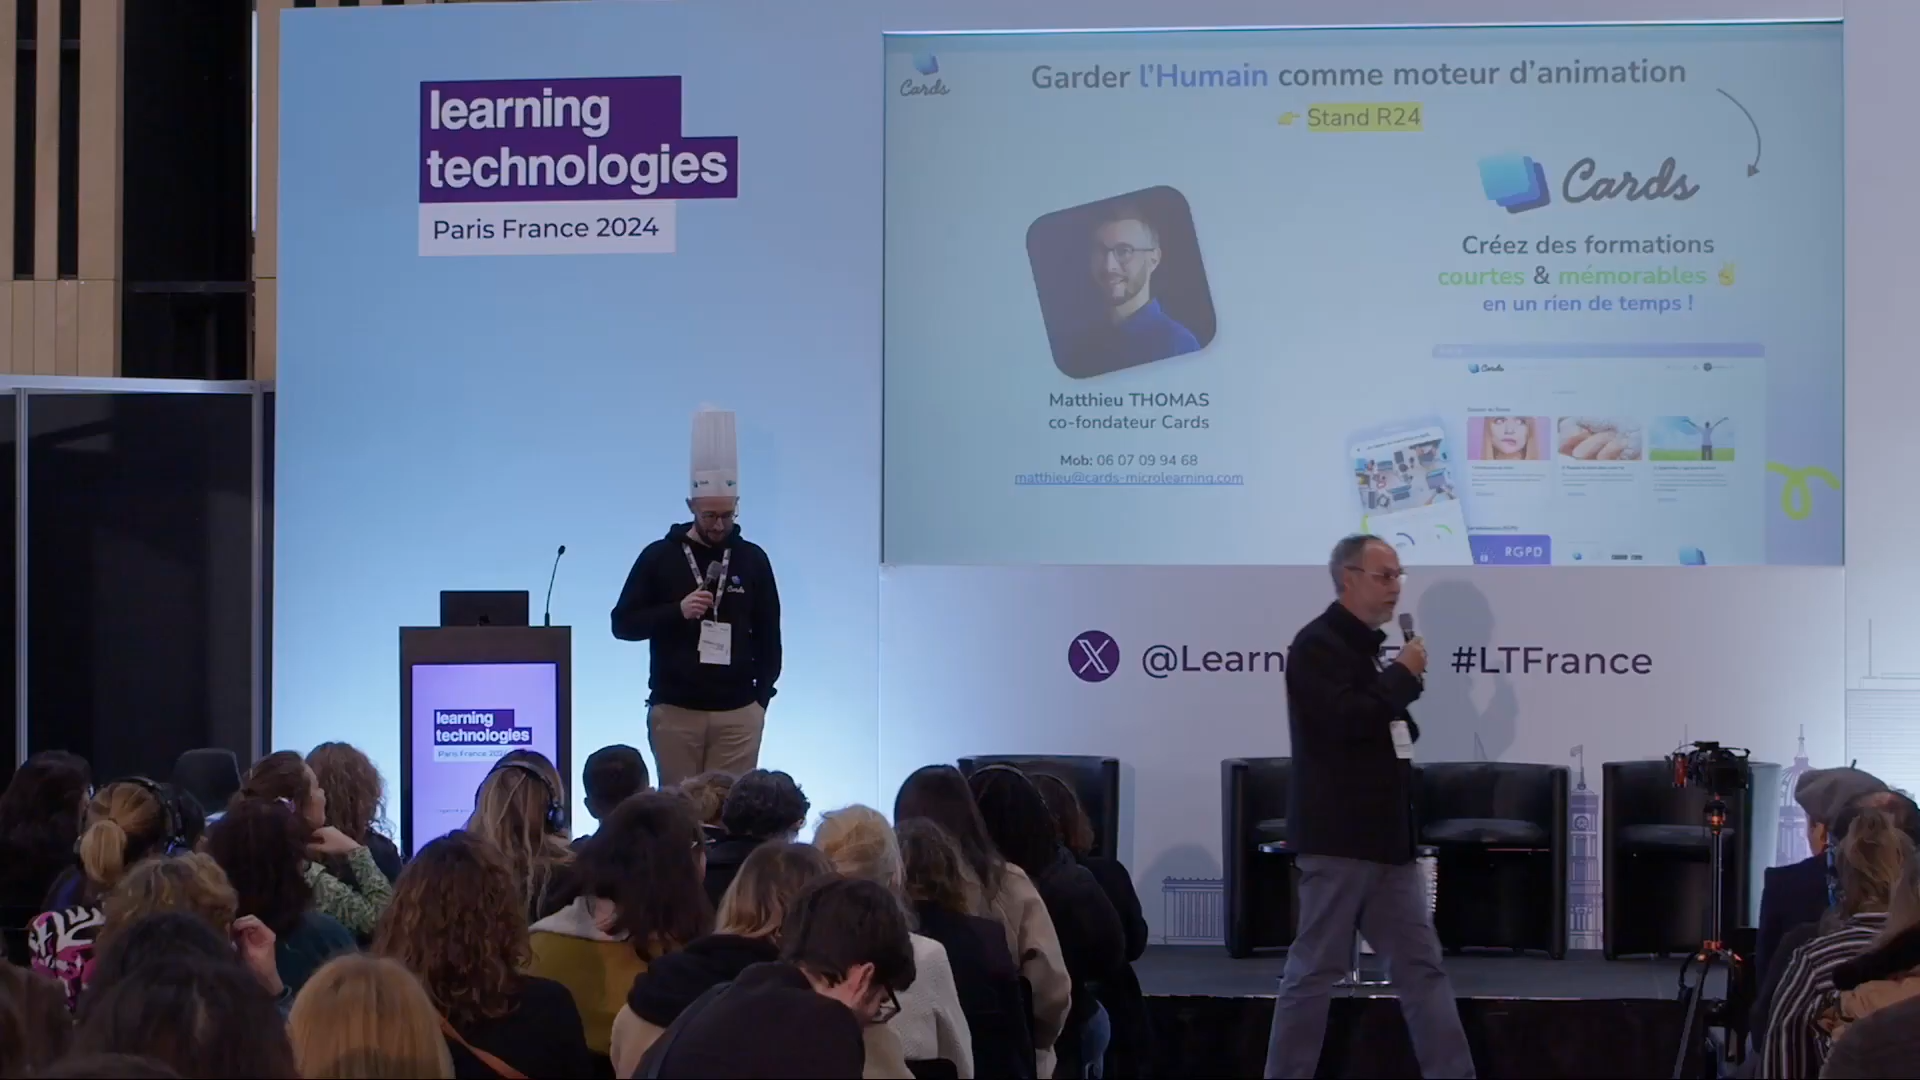 learning
technologies
Paris France 2024
Cards
Garder l'Humain comme moteur d'animation
👉 Stand R24
Cards
Créez des formations
courtes & mémorables ✌
en un rien de temps !
Matthieu THOMAS
co-fondateur Cards
Mob: 06 07 09 94 68
matthieu@cards-microlearning.com
Cards
RGPD
Cards
@Learn
#LTFrance
learning
technologies
Paris France 2024